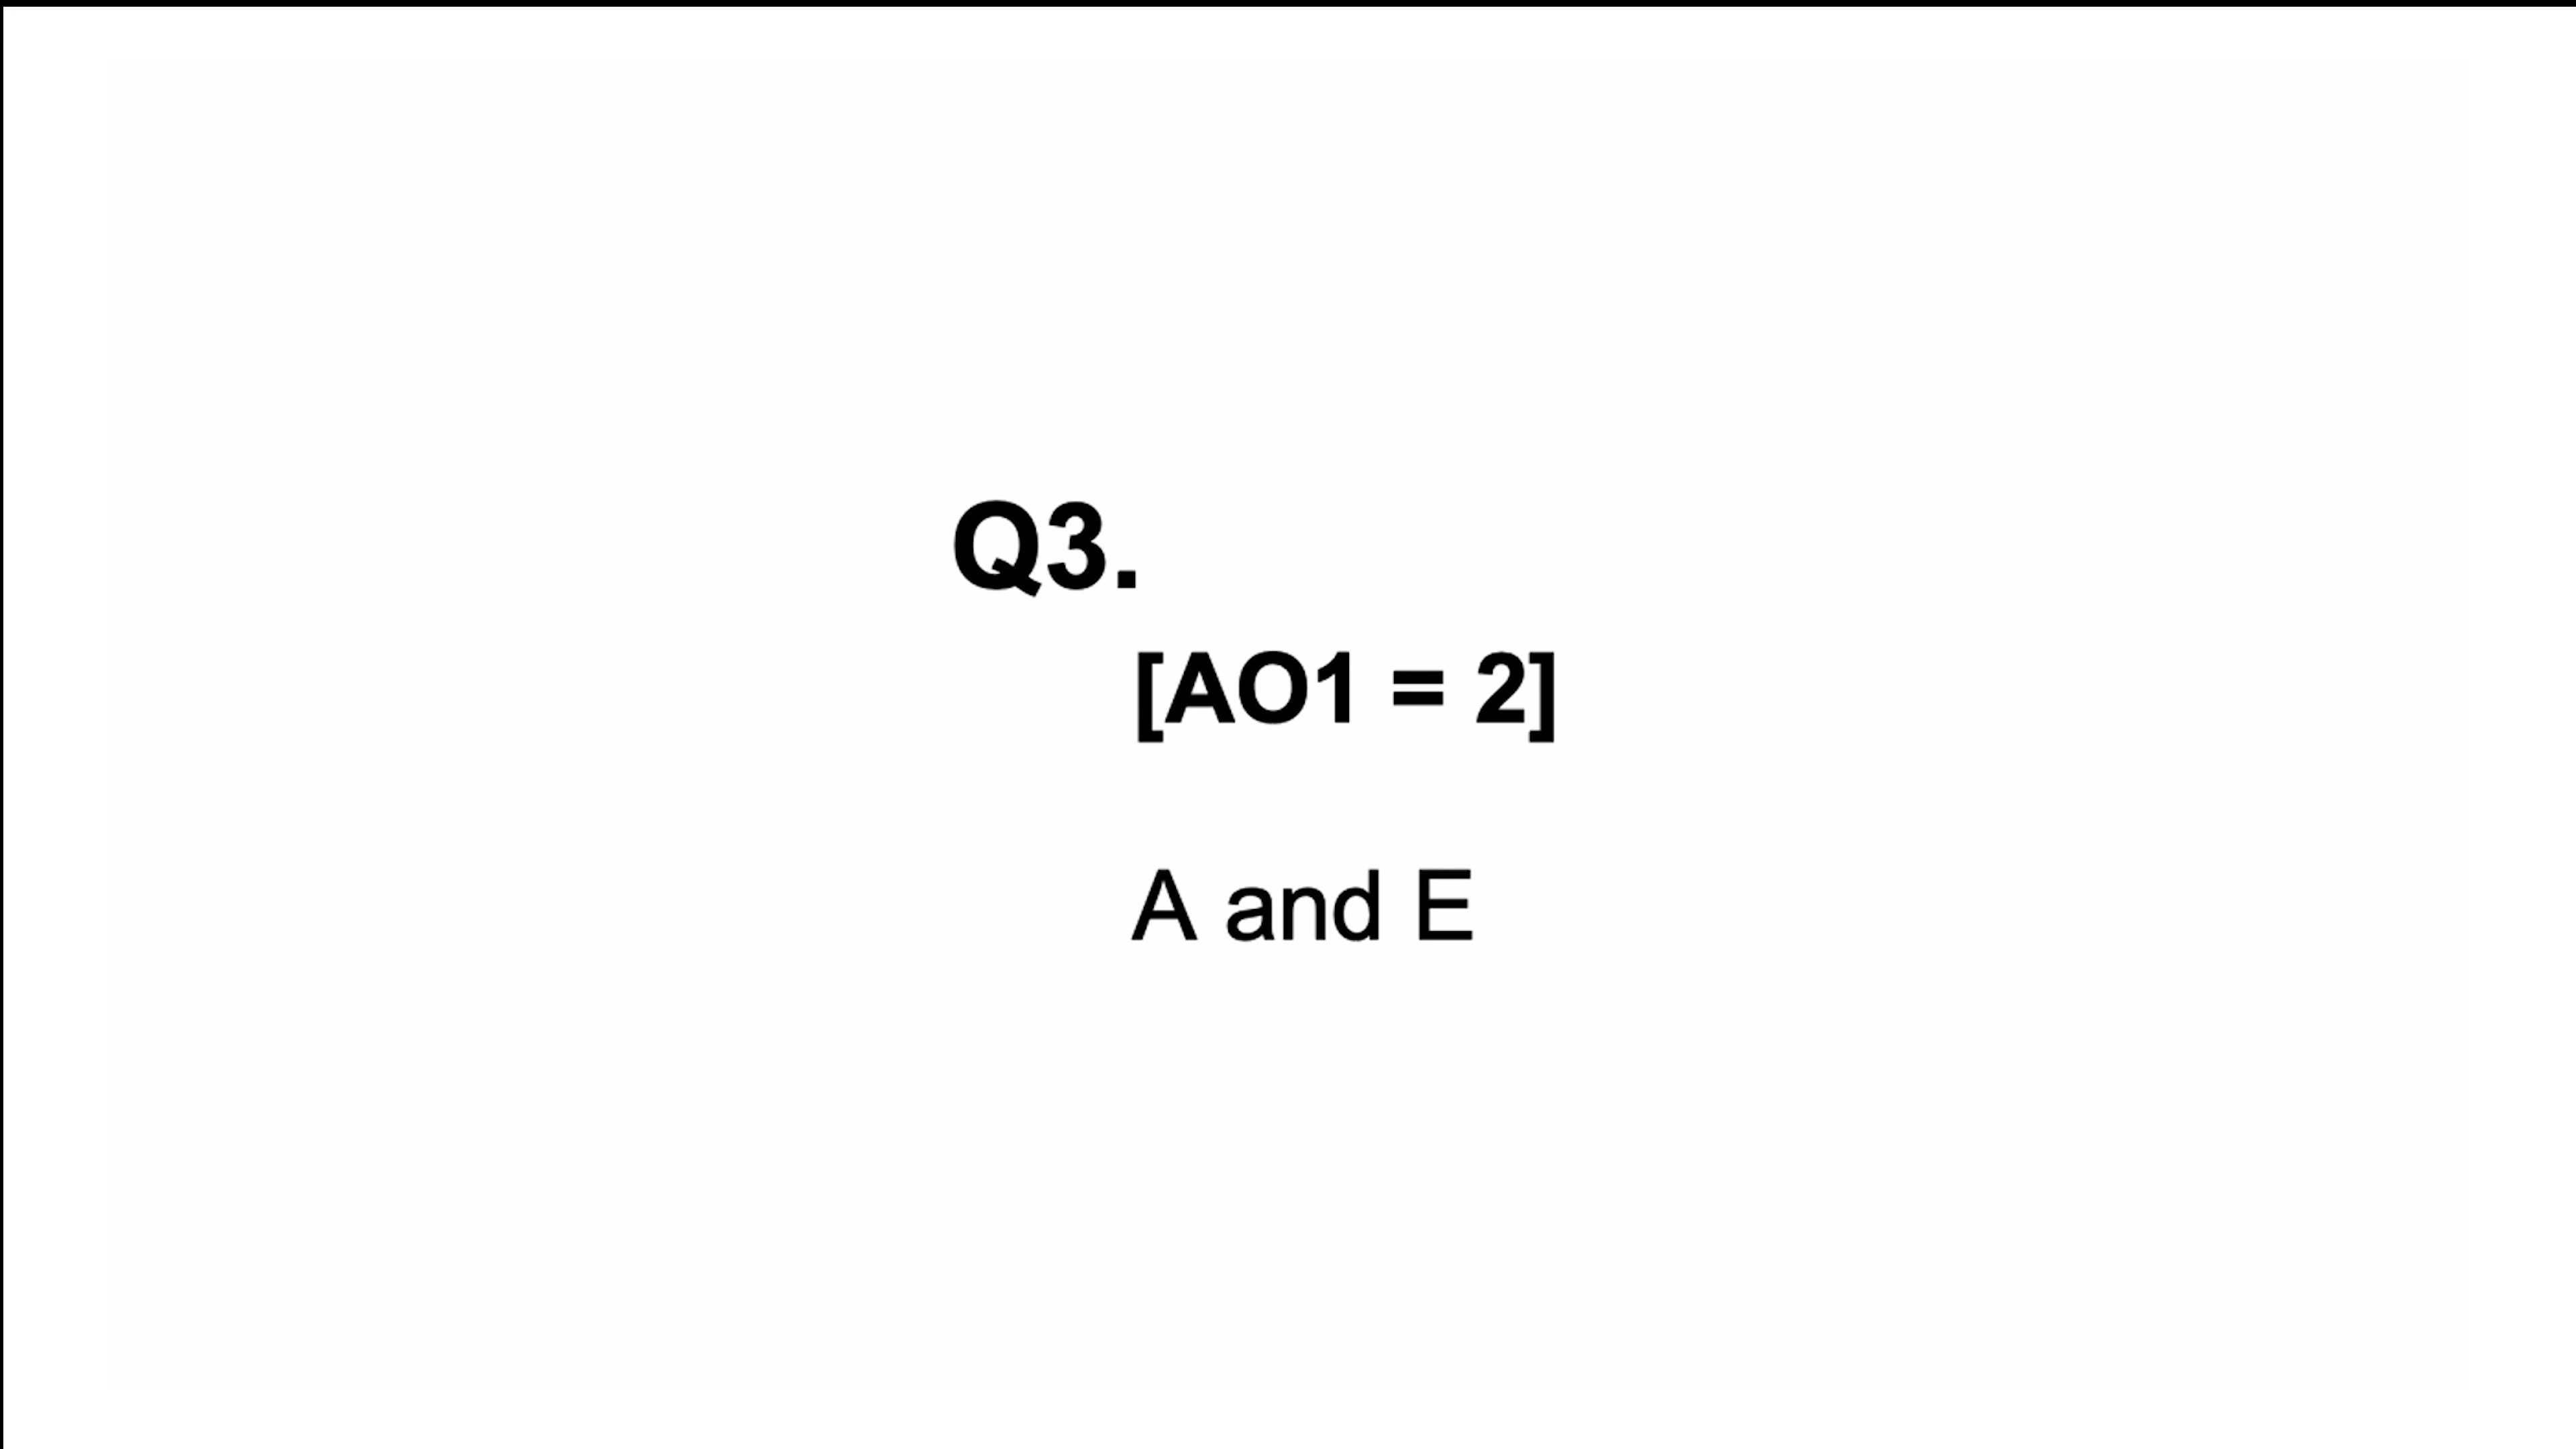 Q3.
[AO1 = 2]
A and E